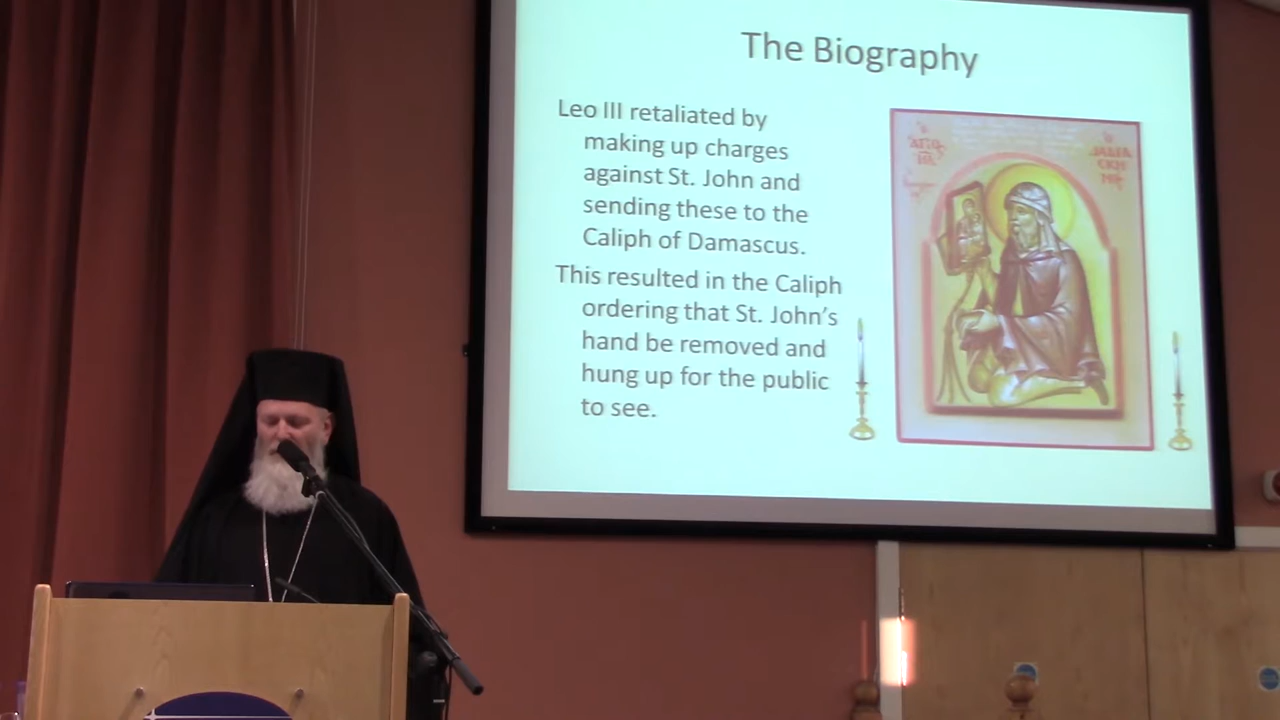 The Biography
Leo III retaliated by
making up charges
against St. John and
sending these to the
Caliph of Damascus.
This resulted in the Caliph
ordering that St. John's
hand be removed and
hung up for the public
to see.